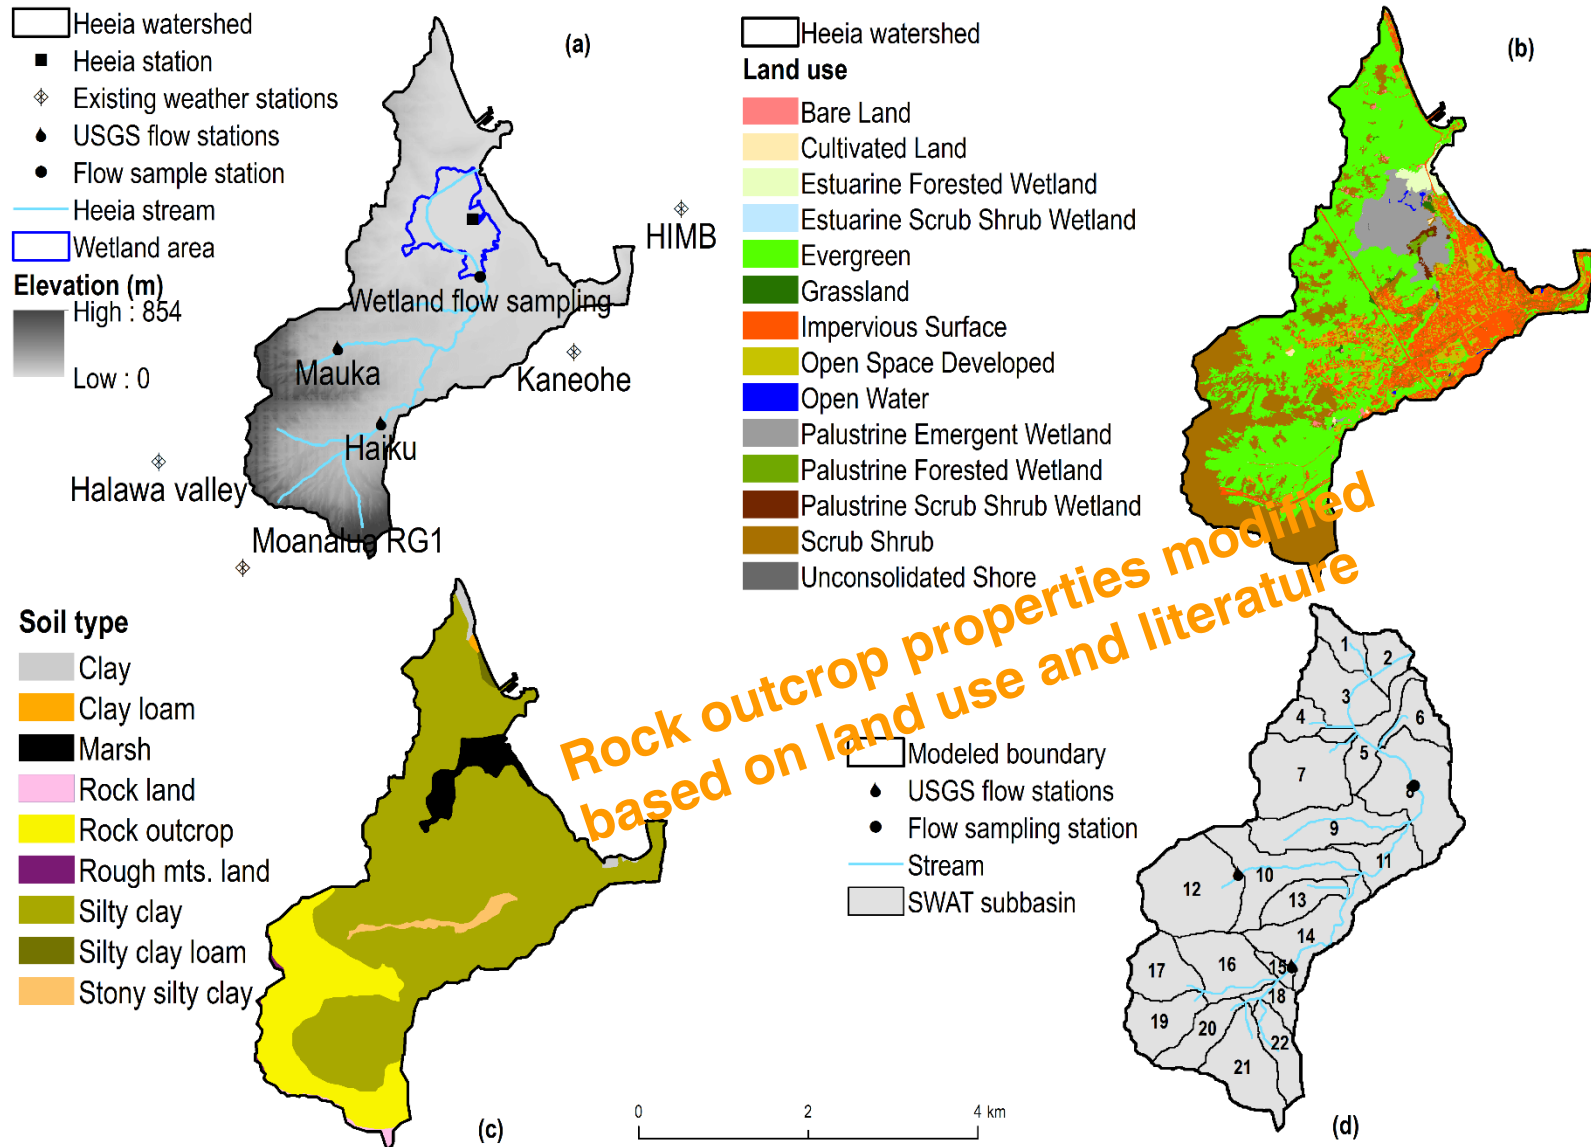 Heeia watershed
Heeia station
Existing weather stations
USGS flow stations
Flow sample station
Heeia stream
Wetland area
Elevation (m)
High : 854
Low : 0
(a)
HIMB
Wetland flow sampling
Mauka
Kaneohe
Haiku
Halawa valley
Moanalua RG1
Heeia watershed
Land use
Bare Land
Cultivated Land
Estuarine Forested Wetland
Estuarine Scrub Shrub Wetland
Evergreen
Grassland
Impervious Surface
Open Space Developed
Open Water
Palustrine Emergent Wetland
Palustrine Forested Wetland
Palustrine Scrub Shrub Wetland
Scrub Shrub
Unconsolidated Shore
(b)
Rock outcrop properties modified
based on land use and literature
Soil type
Clay
Clay loam
Marsh
Rock land
Rock outcrop
Rough mts. land
Silty clay
Silty clay loam
Stony silty clay
(c)
Modeled boundary
USGS flow stations
Flow sampling station
Stream
SWAT subbasin
1
2
3
4
6
5
7
8
9
11
10
12
13
14
16
15
17
18
19
20
22
21
(d)
0 2 4 km